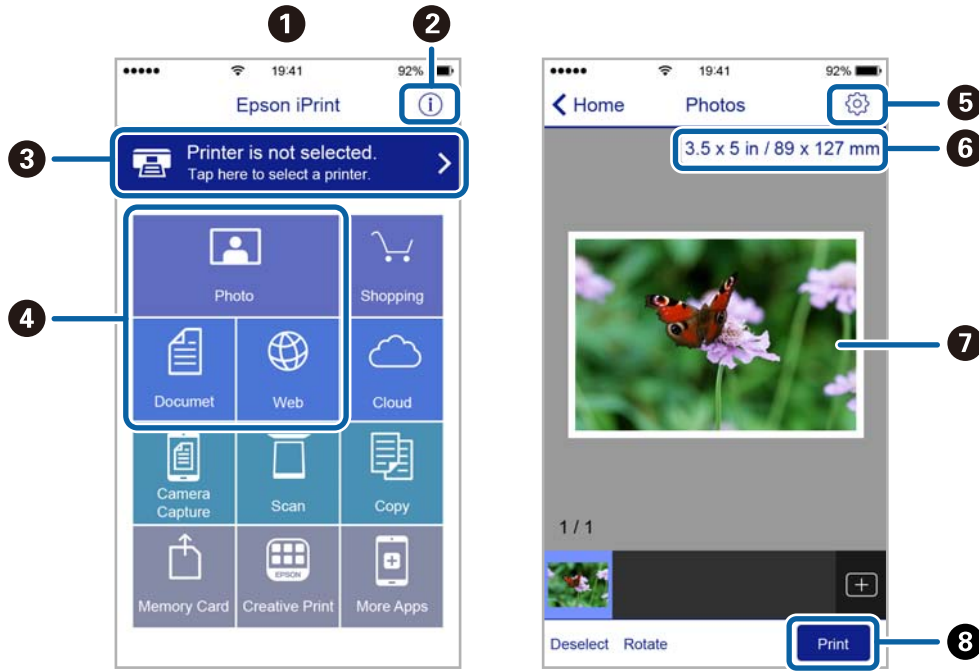 1
2
19:41
92%
Epson iPrint
3
Printer is not selected.
Tap here to select a printer.
4
Photo
Shopping
Documet
Web
Cloud
Camera
Capture
Scan
Copy
EPSON
Memory Card
Creative Print
More Apps
19:41
92%
Home
Photos
5
3.5 x 5 in / 89 x 127 mm
6
7
1 / 1
Deselect
Rotate
Print
8